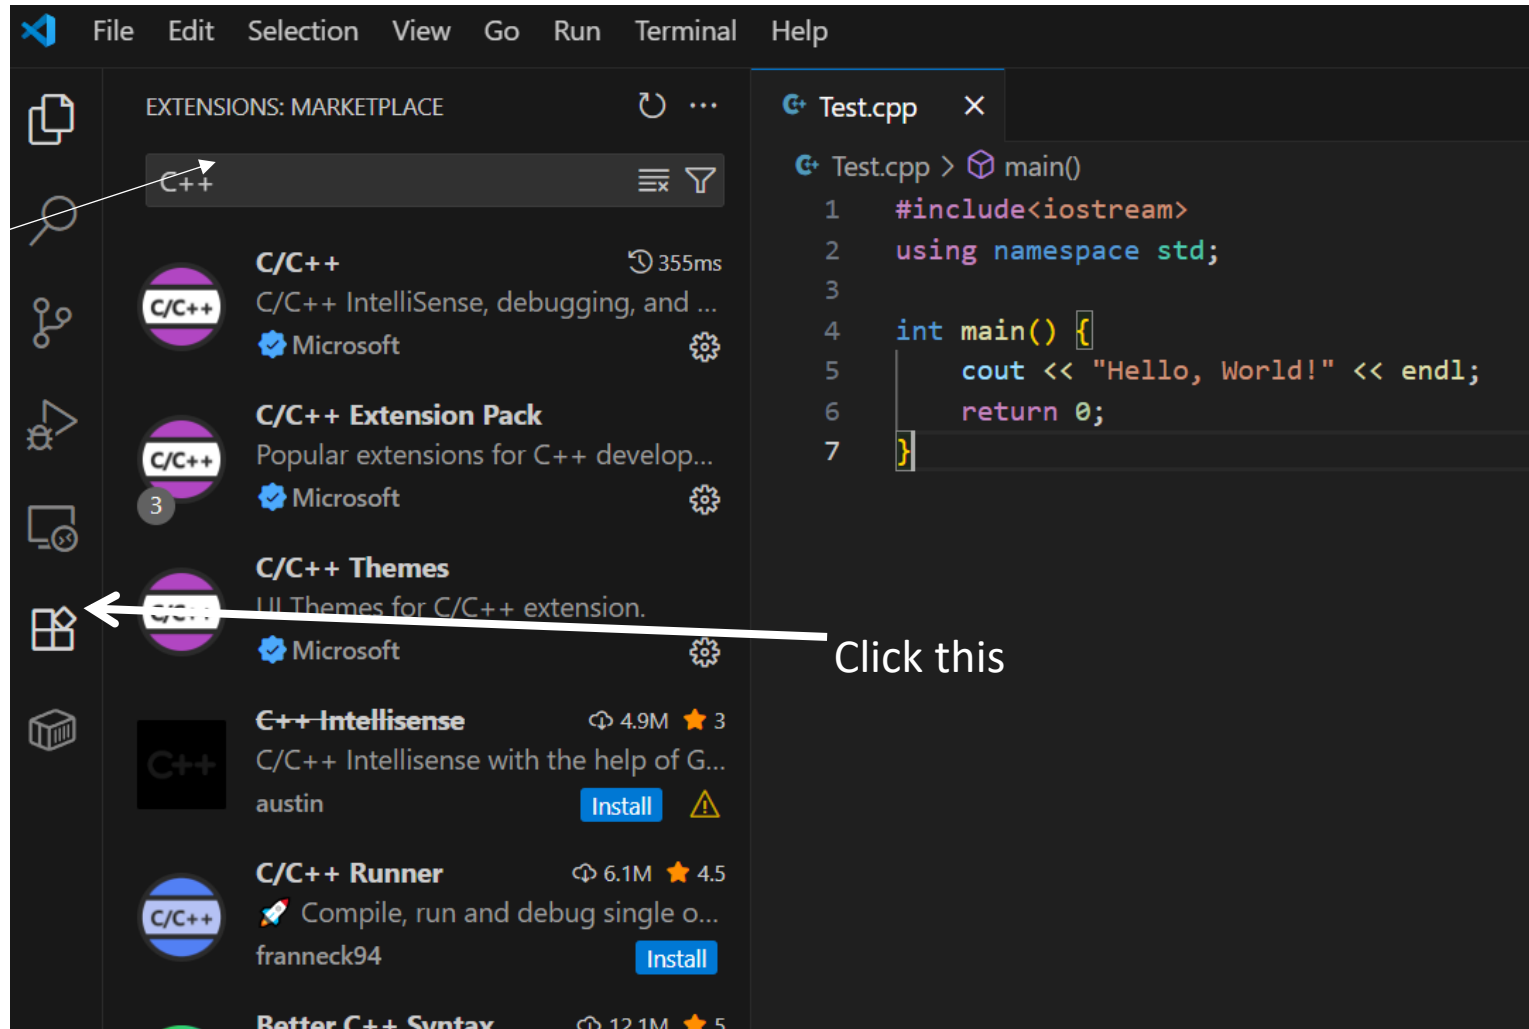 File Edit Selection View Go Run Terminal Help
EXTENSIONS: MARKETPLACE
C++
C/C++ 355ms
C/C++ IntelliSense, debugging, and ...
C/C++
Microsoft
C/C++ Extension Pack
Popular extensions for C++ develop...
C/C++
3
Microsoft
C/C++ Themes
UI Themes for C/C++ extension.
C/C++
Microsoft
C++ Intellisense 4.9M 3
C/C++ Intellisense with the help of G...
C++
austin Install
C/C++ Runner 6.1M 4.5
Compile, run and debug single o...
C/C++
franneck94 Install
Better C++ Syntax 12.1M 5
Test.cpp
Test.cpp > main()
1 #include<iostream>
2 using namespace std;
3
4 int main() {
5 cout << "Hello, World!" << endl;
6 return 0;
7 }
Click this